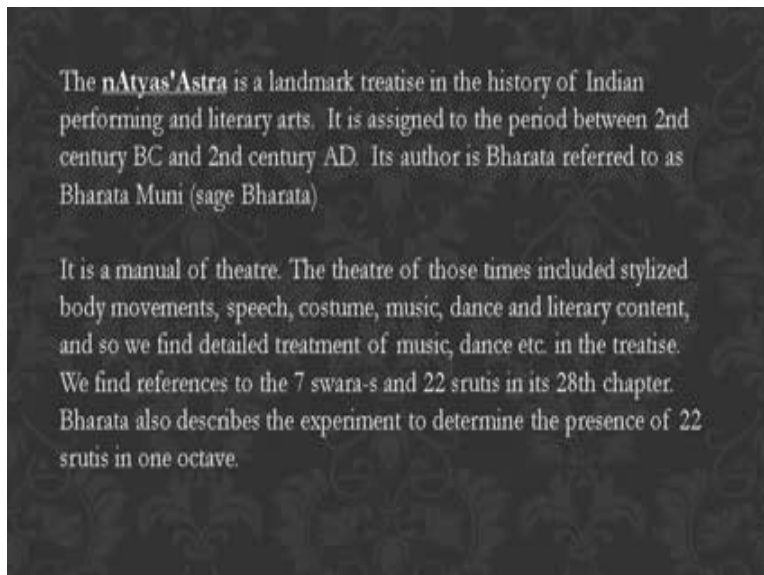 The nAtyas'Astra is a landmark treatise in the history of Indian
performing and literary arts. It is assigned to the period between 2nd
century BC and 2nd century AD. Its author is Bharata referred to as
Bharata Muni (sage Bharata)
It is a manual of theatre. The theatre of those times included stylized
body movements, speech, costume, music, dance and literary content,
and so we find detailed treatment of music, dance etc. in the treatise.
We find references to the 7 swara-s and 22 srutis in its 28th chapter.
Bharata also describes the experiment to determine the presence of 22
srutis in one octave.